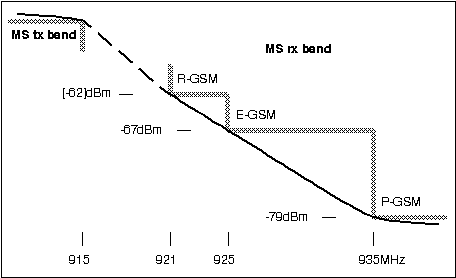 MS tx band
MS rx band
R-GSM
[-62]dBm
E-GSM
-67dBm
P-GSM
-79dBm
915 921 925 935MHz